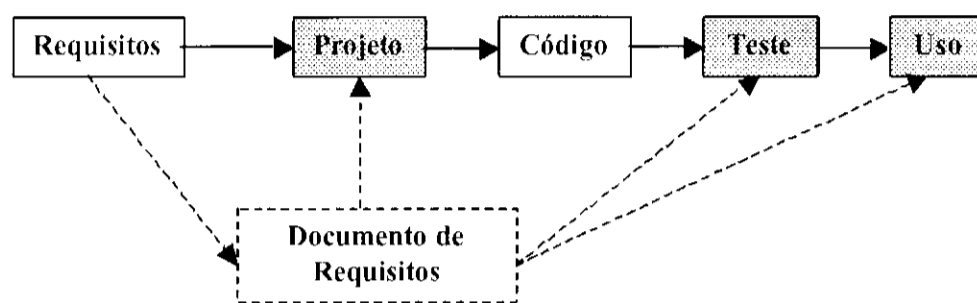 Requisitos
Projeto
Código
Teste
Uso
Documento de
Requisitos